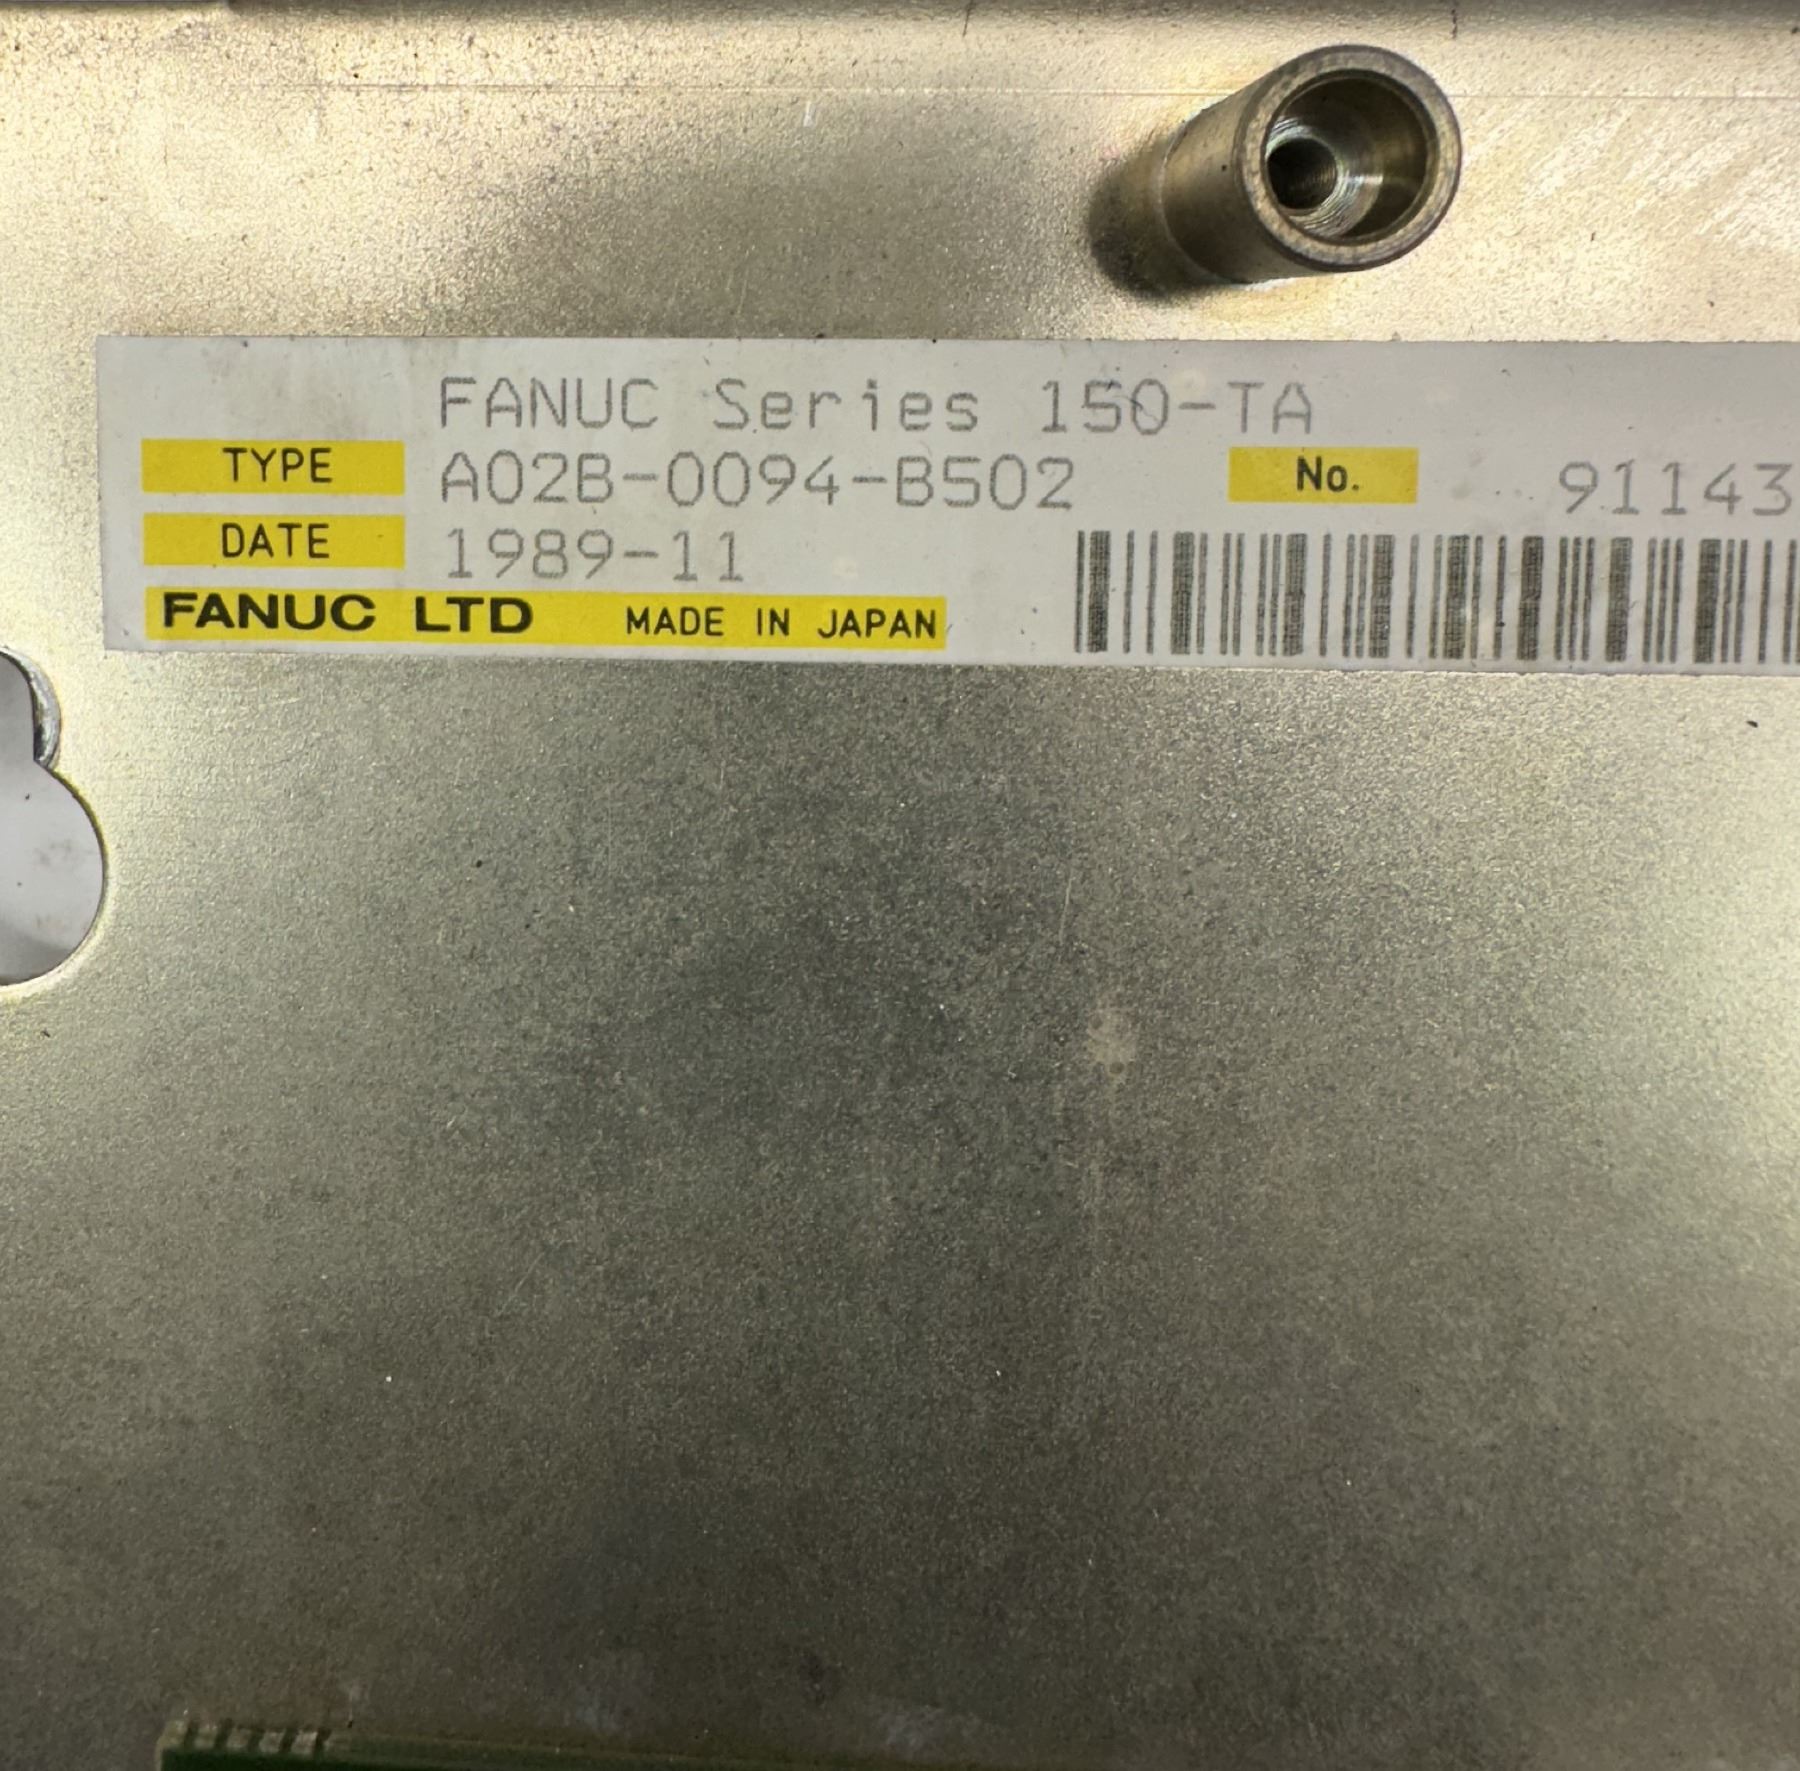 FANUC Series 150-TA
TYPE A02B-0094-B502 No. 91143
DATE 1989-11
FANUC LTD MADE IN JAPAN